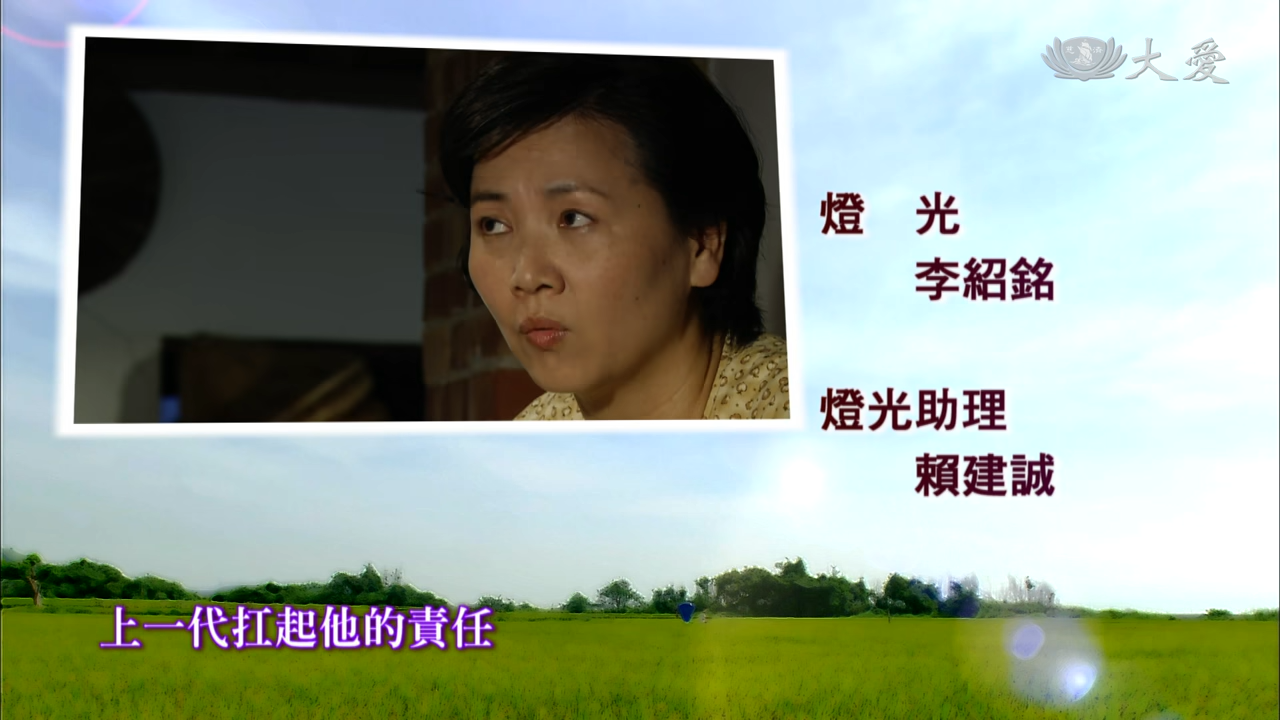 大愛
燈 光
李紹銘
燈光助理
賴建誠
上一代扛起他的責任